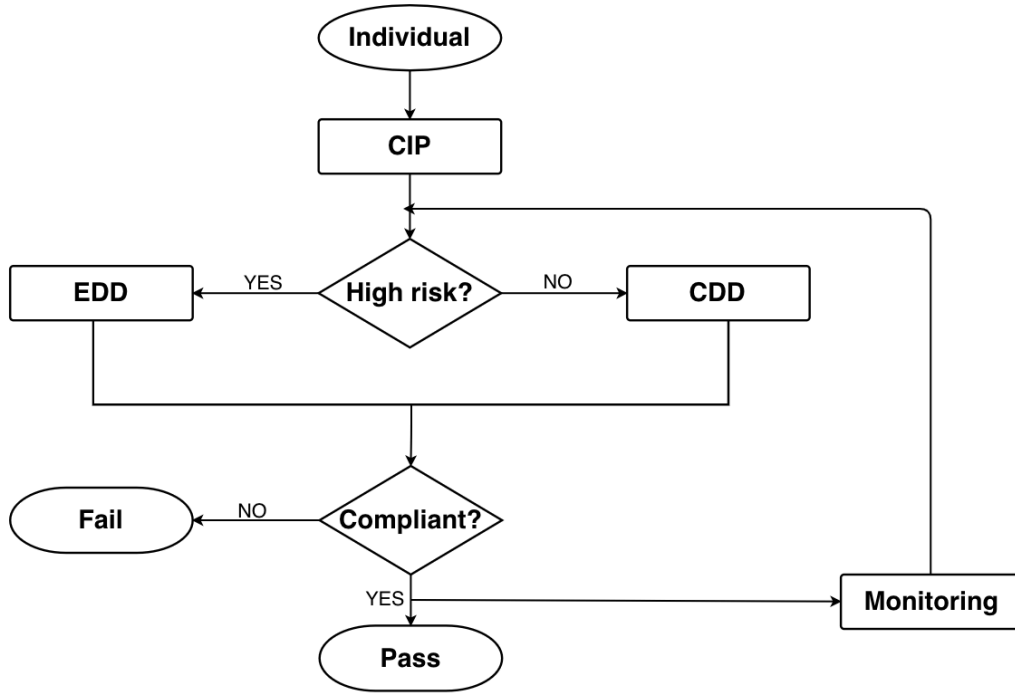 Individual
CIP
EDD
YES
High risk?
NO
CDD
Fail
NO
Compliant?
YES
Monitoring
Pass